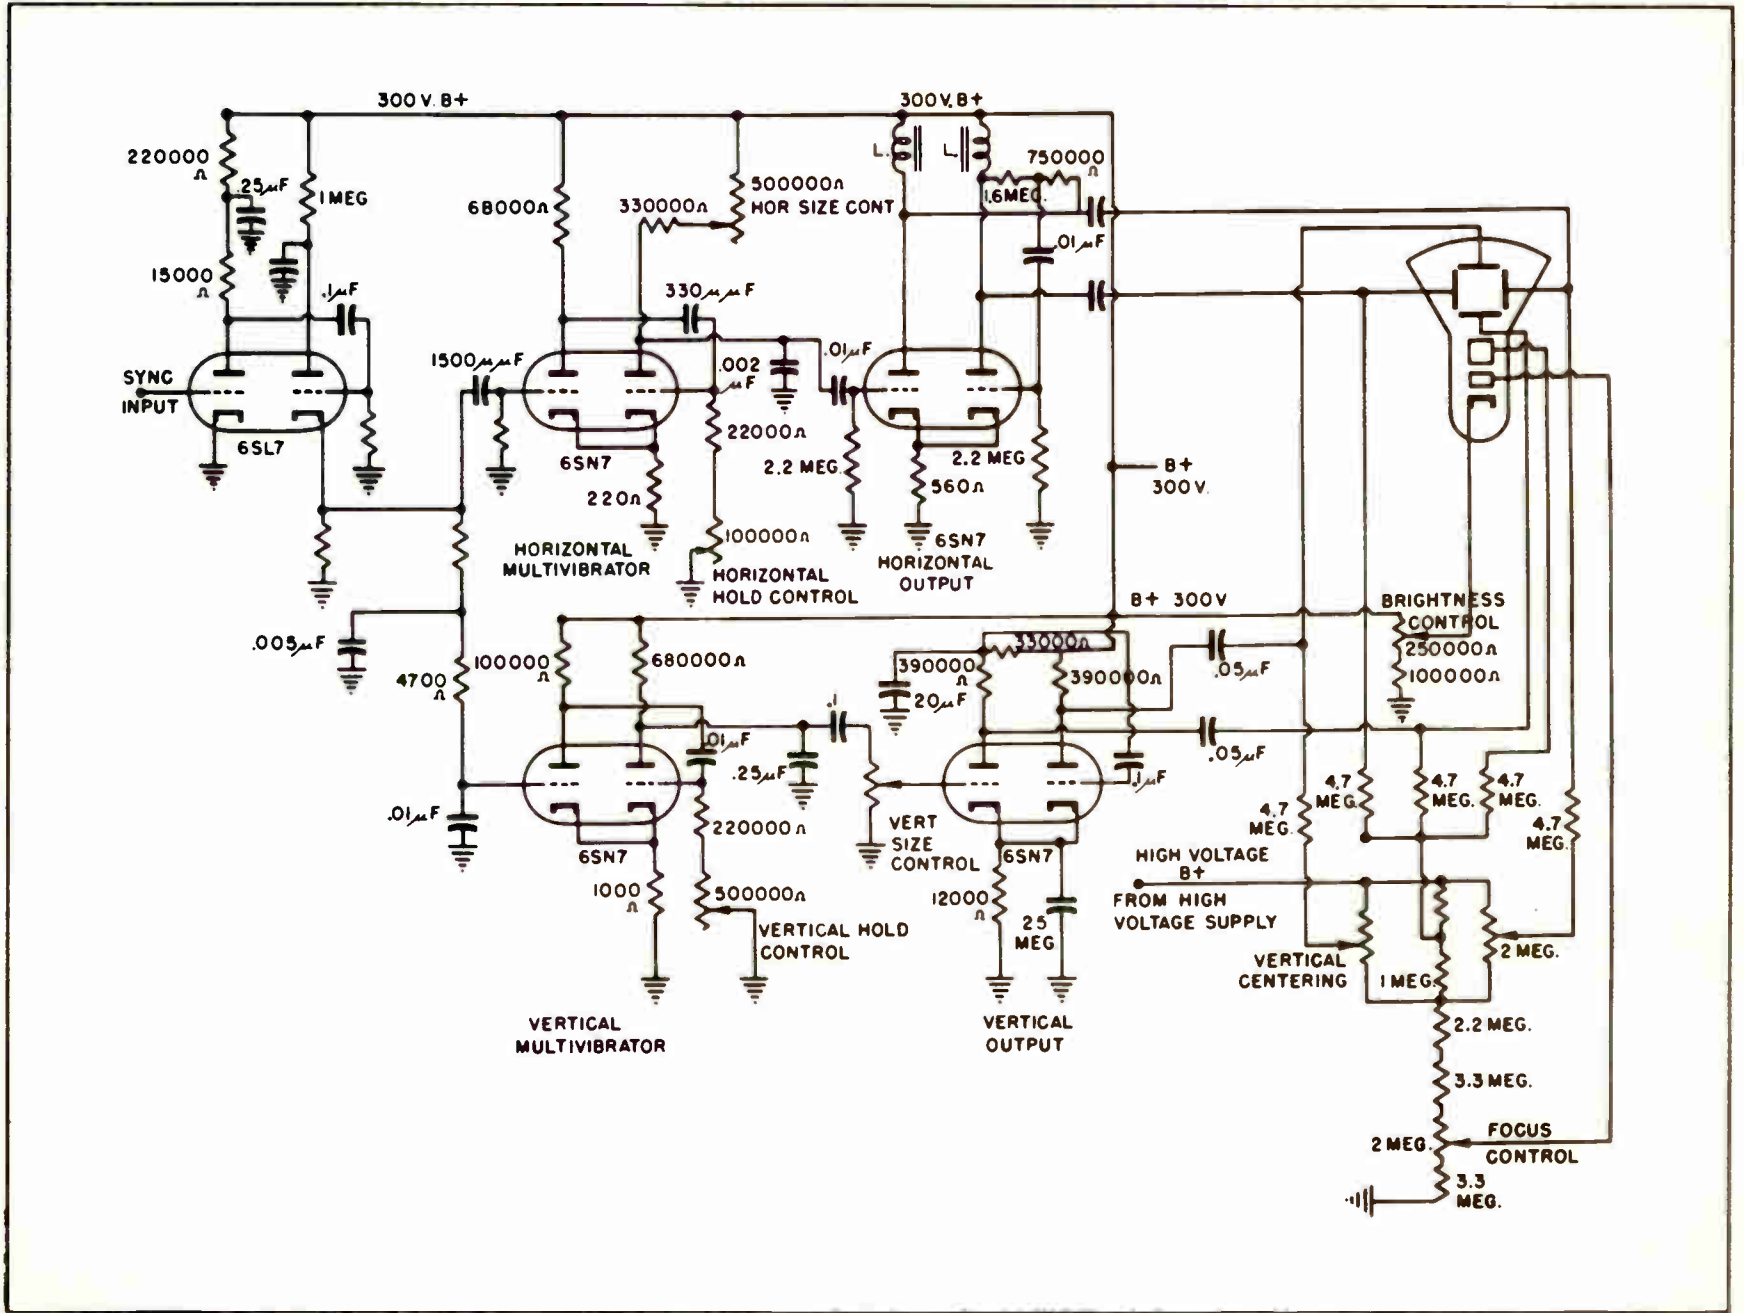 300 V. B+
300 V. B+
220000
Ω
.25μF
1 MEG
68000Ω
330000Ω
500000Ω
HOR SIZE CONT
L.
L.
750000
Ω
1.6MEG.
.01μF
15000
Ω
.1μF
330μμF
SYNC
INPUT
6SL7
1500μμF
.002
μF
.01μF
6SN7
22000Ω
220Ω
2.2 MEG.
560Ω
2.2 MEG
B+
300 V.
HORIZONTAL
MULTIVIBRATOR
100000Ω
HORIZONTAL
HOLD CONTROL
6SN7
HORIZONTAL
OUTPUT
B+ 300V
BRIGHTNESS
CONTROL
250000Ω
100000Ω
.005μF
4700
Ω
100000
Ω
680000Ω
390000
Ω
33000Ω
390000Ω
20μF
.05μF
.1
.01μF
.25μF
.05μF
.1μF
.01μF
6SN7
220000Ω
1000
Ω
500000Ω
VERTICAL HOLD
CONTROL
VERT
SIZE
CONTROL
6SN7
12000
Ω
25
MEG
4.7
MEG.
4.7
MEG.
4.7
MEG.
4.7
MEG.
4.7
MEG.
HIGH VOLTAGE
B+
FROM HIGH
VOLTAGE SUPPLY
VERTICAL
CENTERING
1 MEG.
2 MEG.
VERTICAL
MULTIVIBRATOR
VERTICAL
OUTPUT
2.2 MEG.
3.3 MEG.
2 MEG.
FOCUS
CONTROL
3.3
MEG.